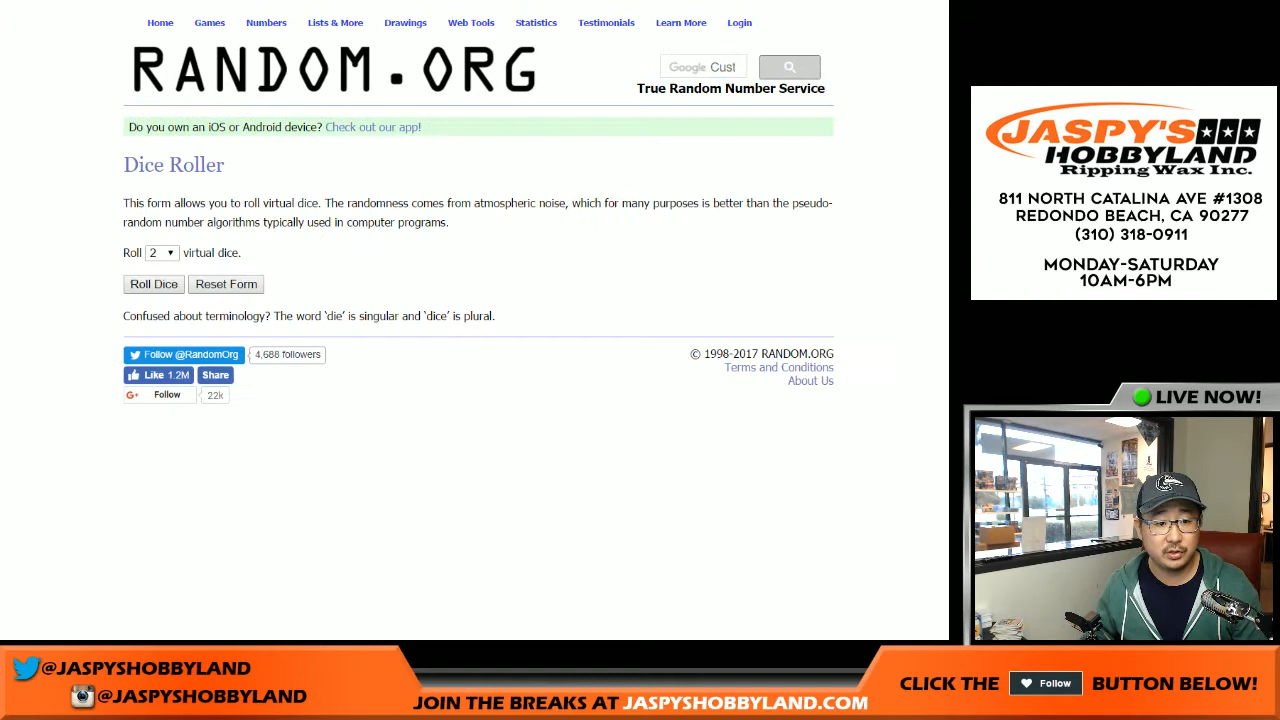 Home Games Numbers Lists & More Drawings Web Tools Statistics Testimonials Learn More Login
RANDOM.ORG
Google Cust
True Random Number Service
Do you own an iOS or Android device? Check out our app!
Dice Roller
This form allows you to roll virtual dice. The randomness comes from atmospheric noise, which for many purposes is better than the pseudo-
random number algorithms typically used in computer programs.
Roll 2 virtual dice.
Roll Dice Reset Form
Confused about terminology? The word ‘die’ is singular and ‘dice’ is plural.
Follow @RandomOrg 4,688 followers
Like 1.2M Share
Follow 22k
© 1998-2017 RANDOM.ORG
Terms and Conditions
About Us
JASPY'S
HOBBYLAND
Ripping Wax Inc.
811 NORTH CATALINA AVE #1308
REDONDO BEACH, CA 90277
(310) 318-0911
MONDAY-SATURDAY
10AM-6PM
LIVE NOW!
@JASPYSHOBBYLAND
@JASPYSHOBBYLAND
JOIN THE BREAKS AT JASPYSHOBBYLAND.COM
CLICK THE Follow BUTTON BELOW!